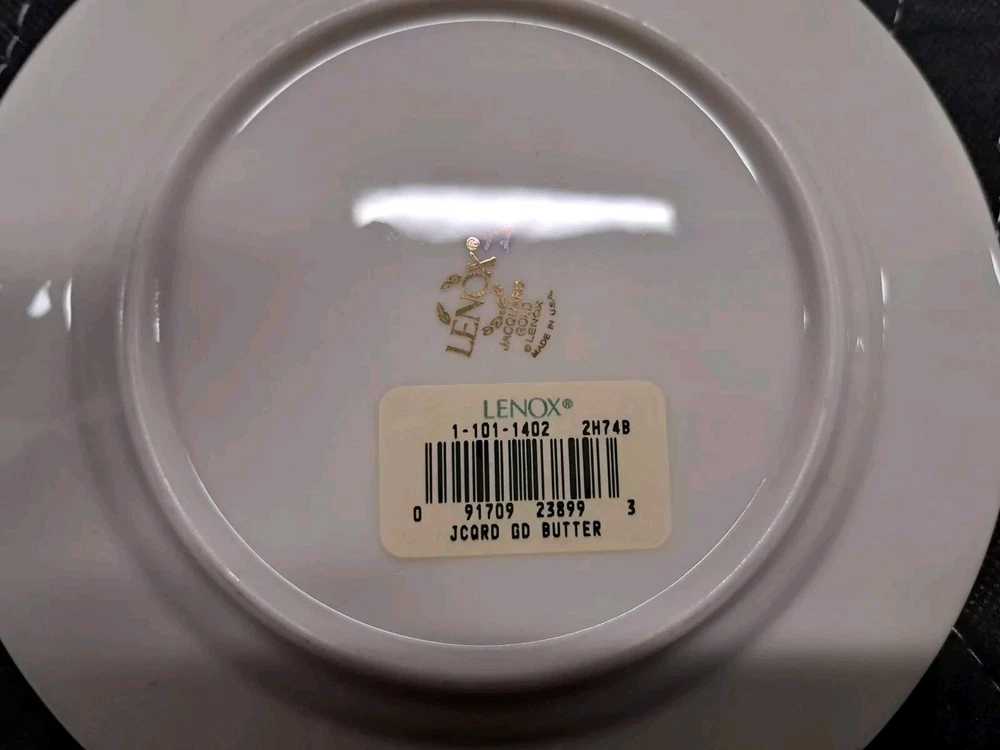 LENOX®
JACQUARD
GOLD
© LENOX
MADE IN U.S.A.
LENOX®
1-101-1402 2H74B
0 91709 23899 3
JCQRD GD BUTTER